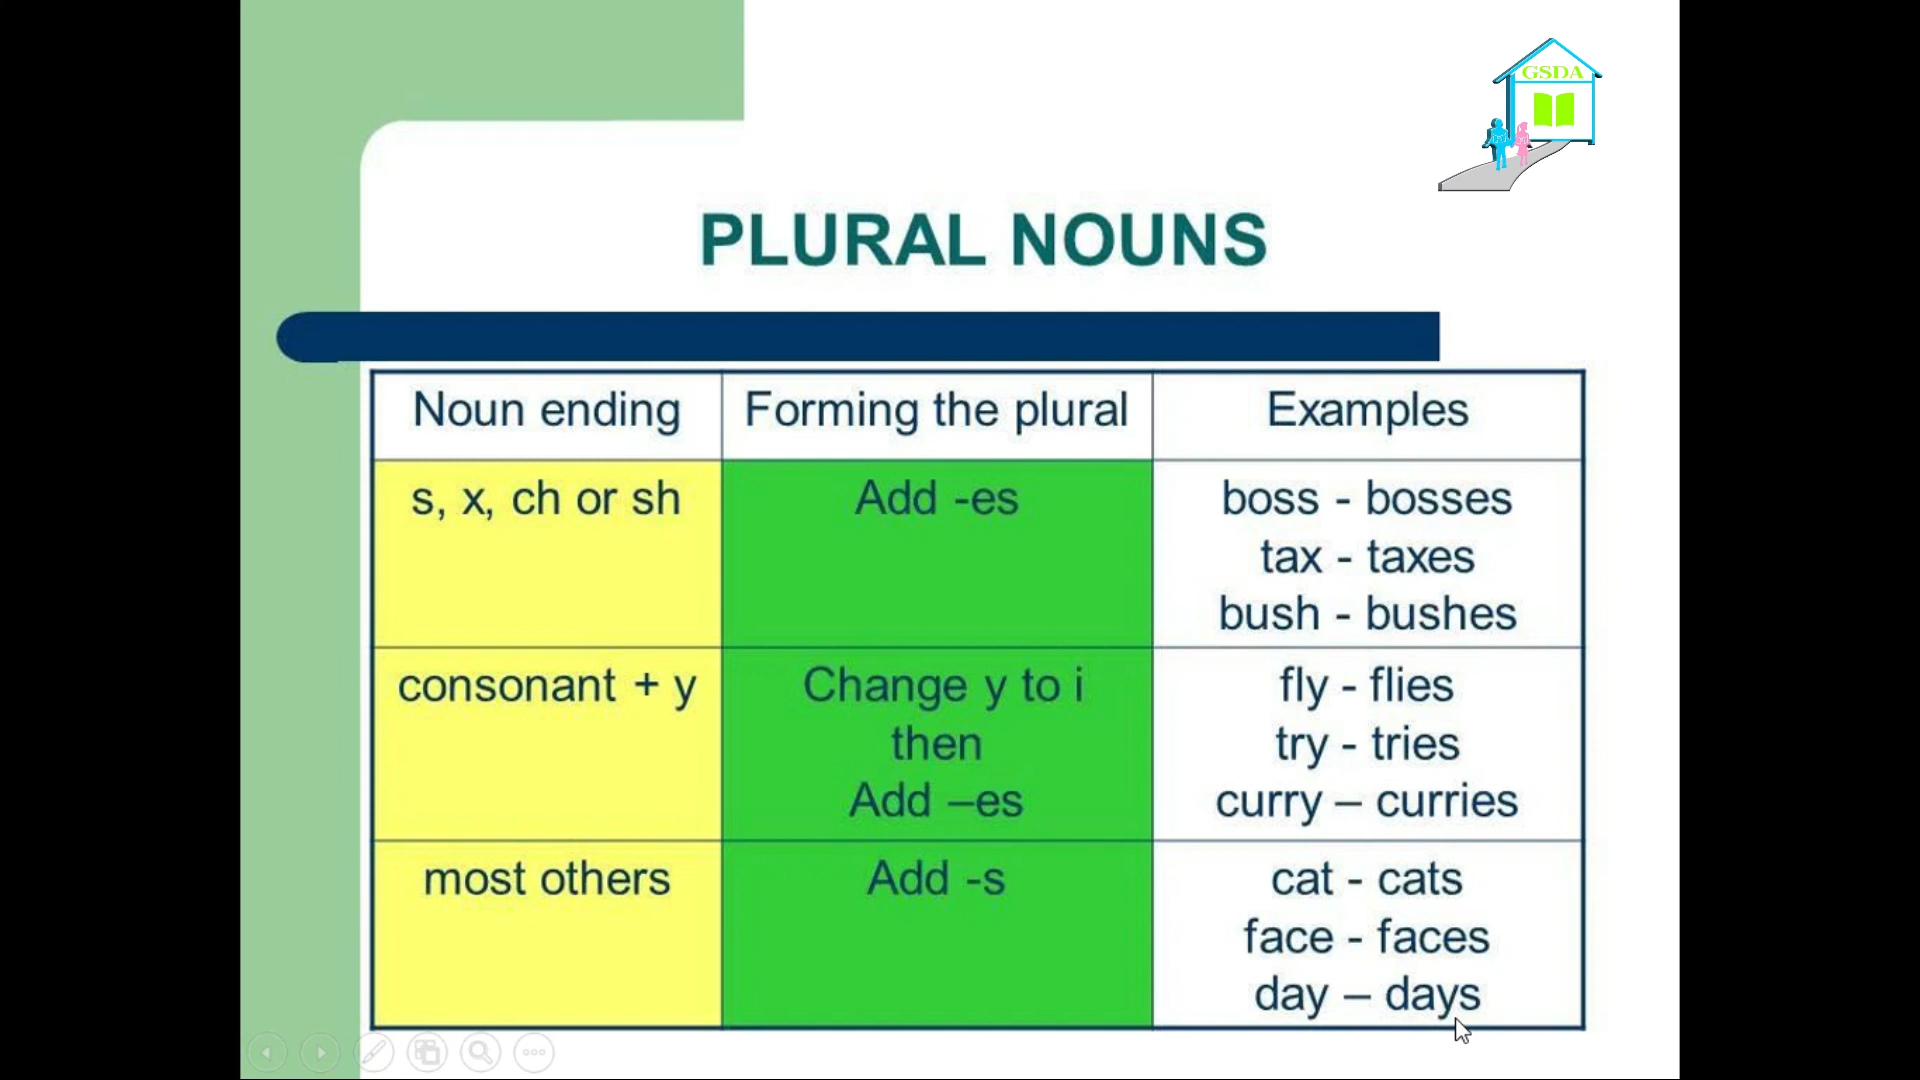 GSDA
PLURAL NOUNS
Noun ending
Forming the plural
Examples
s, x, ch or sh
Add -es
boss - bosses
tax - taxes
bush - bushes
consonant + y
Change y to i
then
Add –es
fly - flies
try - tries
curry – curries
most others
Add -s
cat - cats
face - faces
day – days